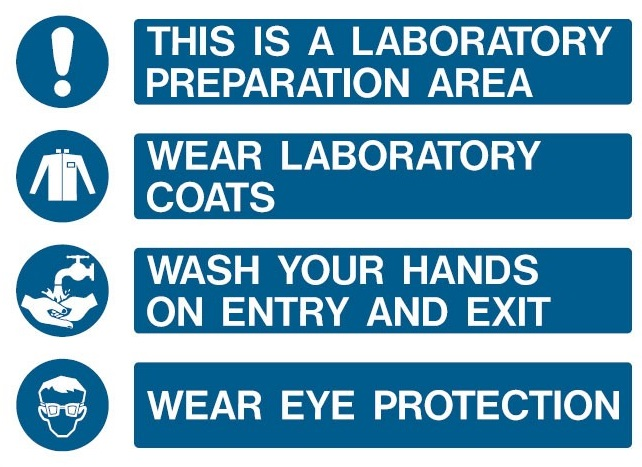 THIS IS A LABORATORY
PREPARATION AREA
WEAR LABORATORY
COATS
WASH YOUR HANDS
ON ENTRY AND EXIT
WEAR EYE PROTECTION